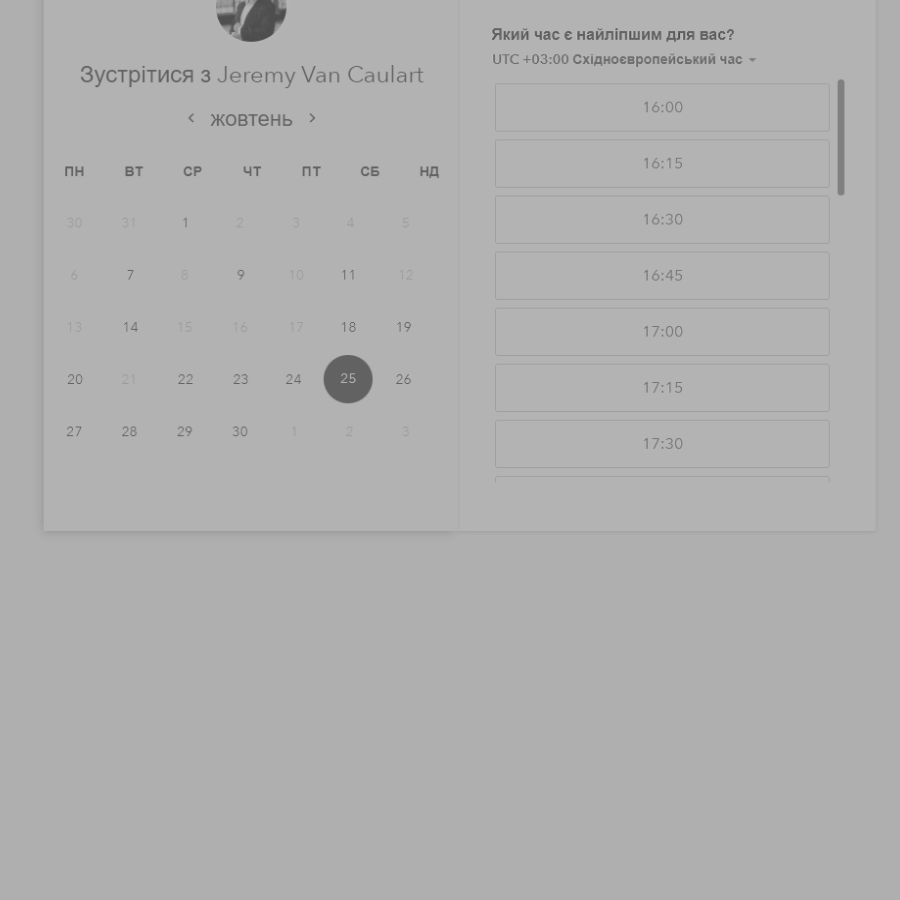 Зустрітися з Jeremy Van Caulart
жовтень
ПН ВТ СР ЧТ ПТ СБ НД
30 31 1 2 3 4 5
6 7 8 9 10 11 12
13 14 15 16 17 18 19
20 21 22 23 24 25 26
27 28 29 30 1 2 3
Який час є найліпшим для вас?
UTC +03:00 Східноєвропейський час
16:00
16:15
16:30
16:45
17:00
17:15
17:30